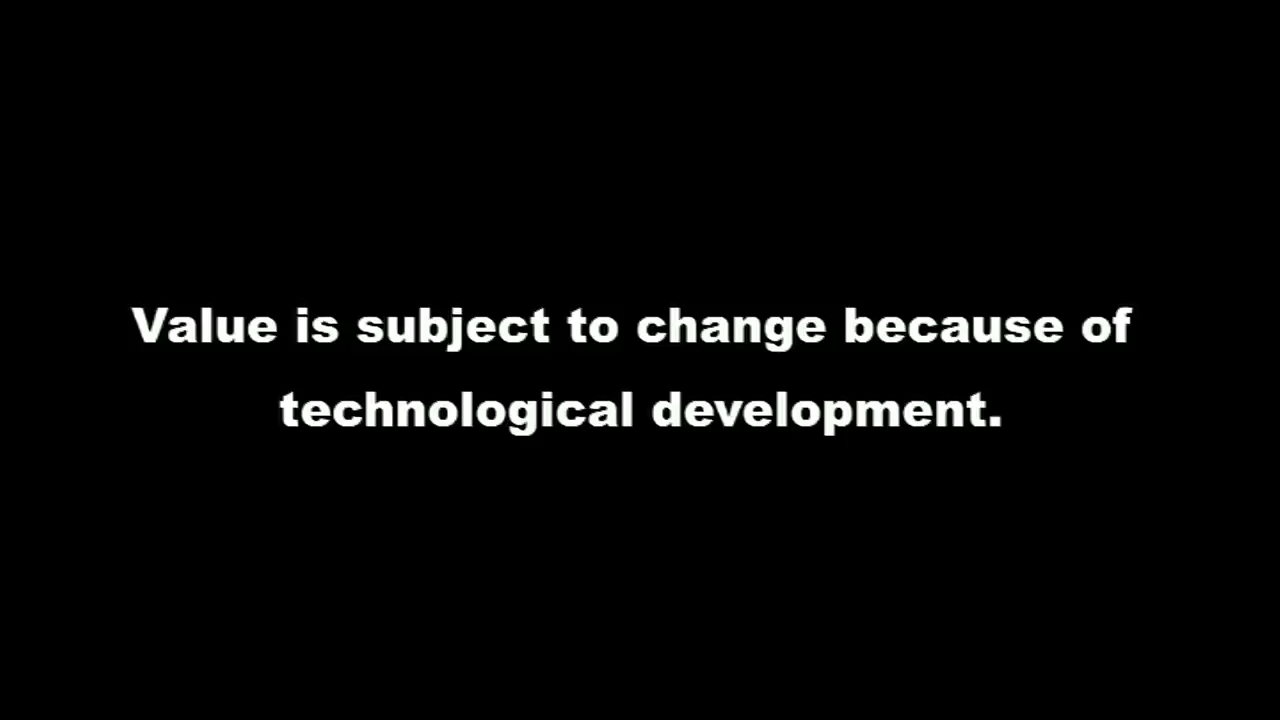 Value is subject to change because of
technological development.